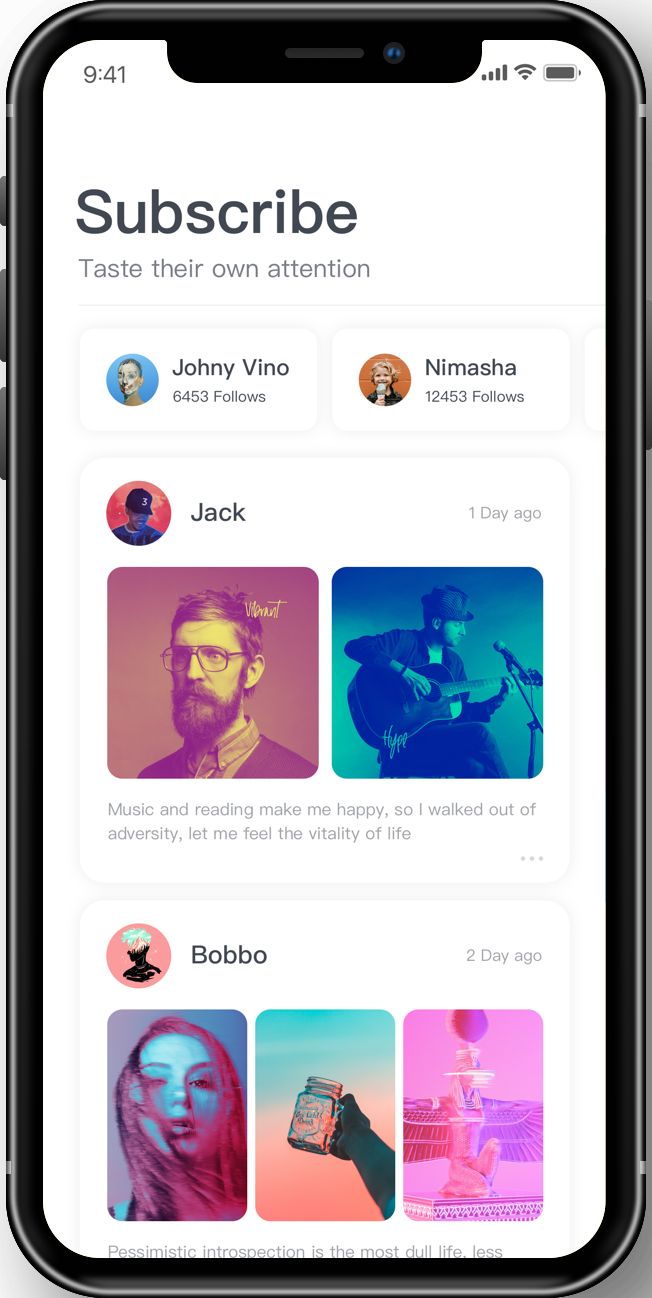 9:41
Subscribe
Taste their own attention
Johny Vino
6453 Follows
Nimasha
12453 Follows
3
Jack
1 Day ago
Vibrant
Hype
Music and reading make me happy, so I walked out of
adversity, let me feel the vitality of life
Bobbo
2 Day ago
Pessimistic introspection is the most dull life, less